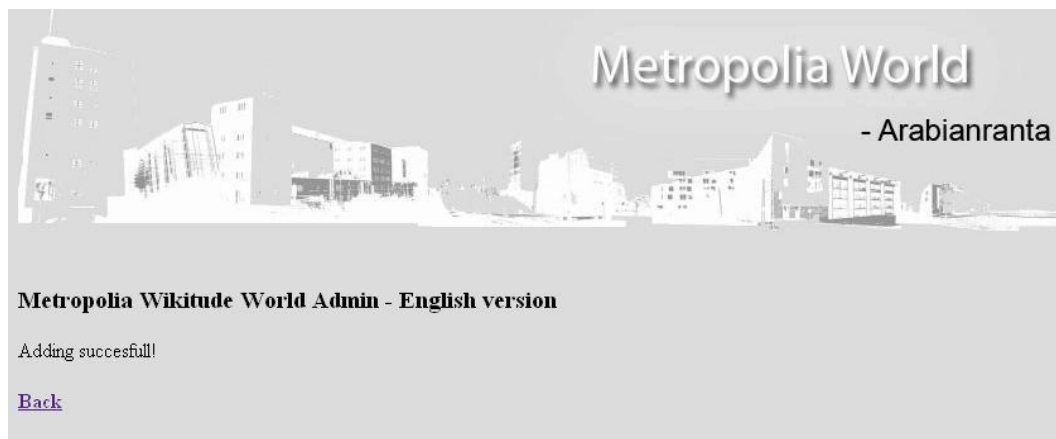 Metropolia World
- Arabianranta
Metropolia Wikitude World Admin - English version
Adding succesfull!
Back